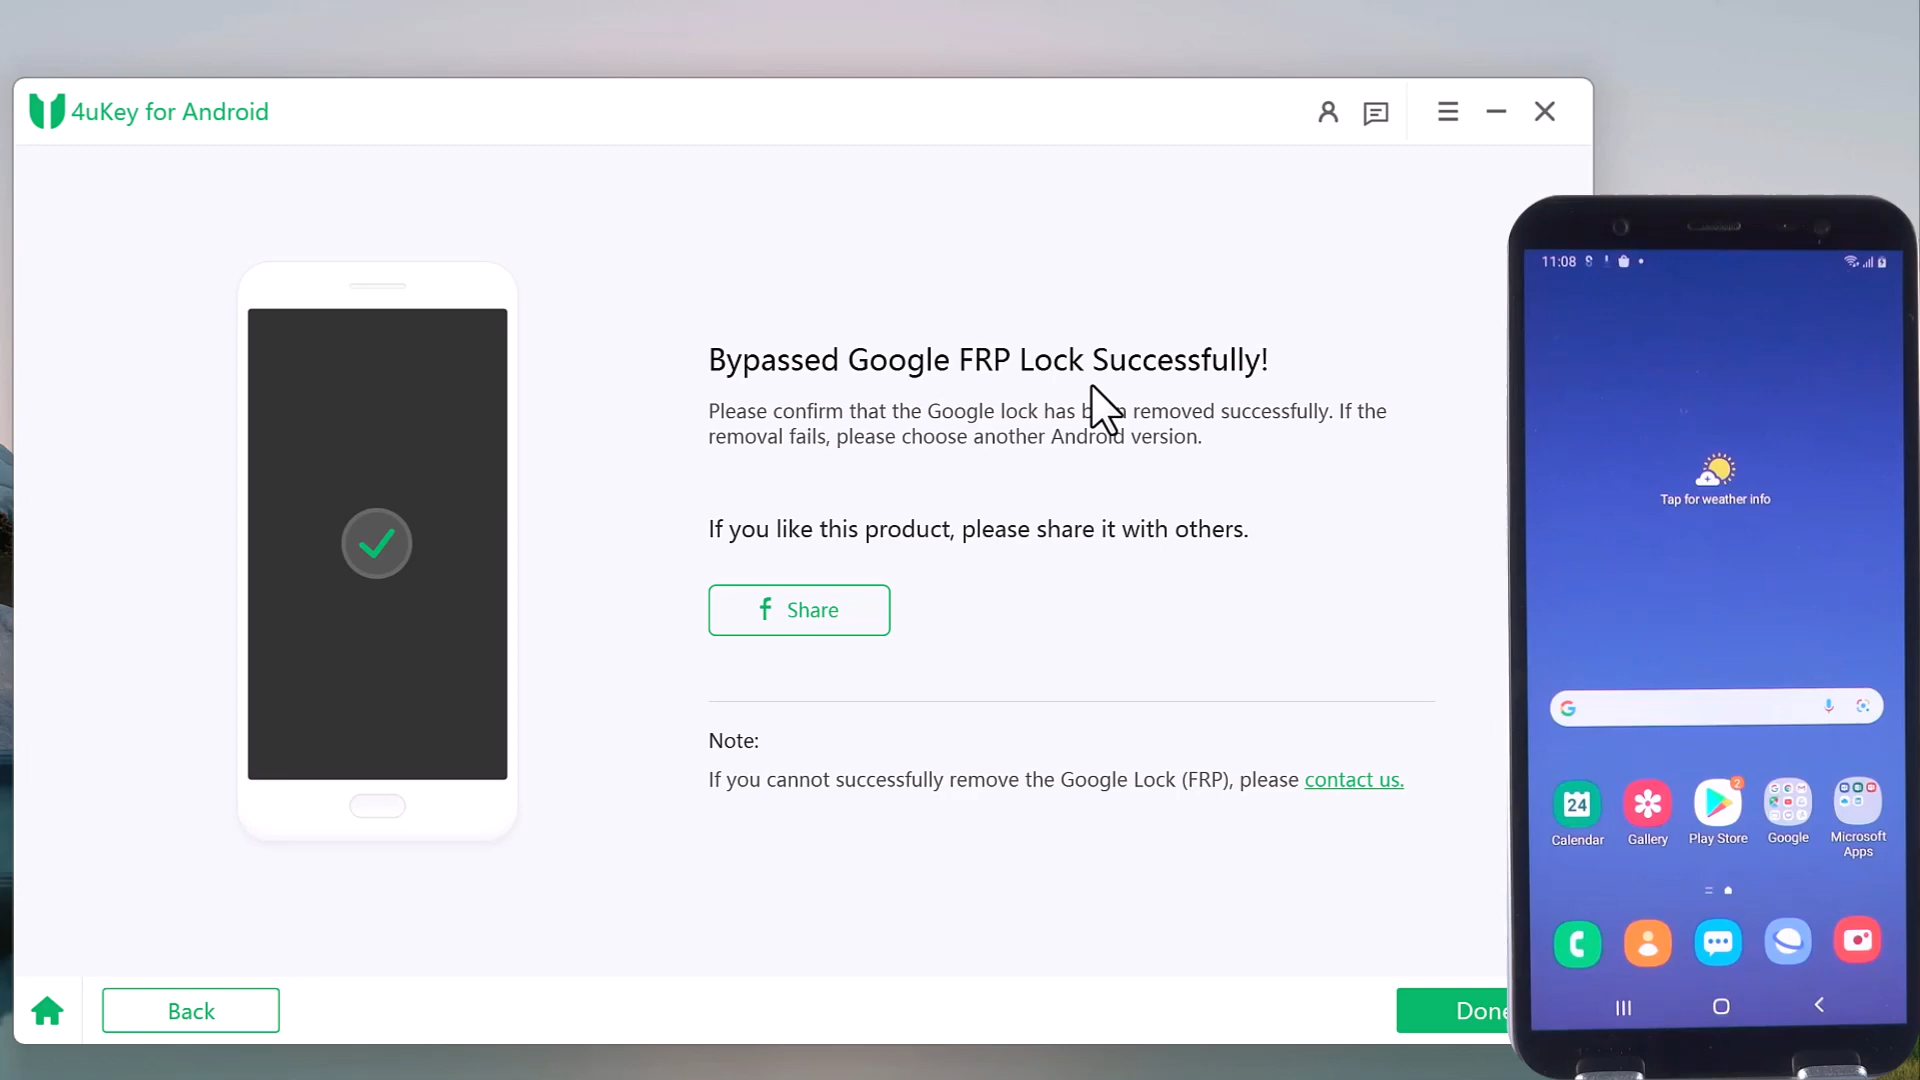 4uKey for Android
Bypassed Google FRP Lock Successfully!
Please confirm that the Google lock has removed successfully. If the
removal fails, please choose another Android version.
If you like this product, please share it with others.
f Share
Note:
If you cannot successfully remove the Google Lock (FRP), please contact us.
Back
Done
11:08
Tap for weather info
G
24
2
Calendar
Gallery
Play Store
Google
Microsoft
Apps